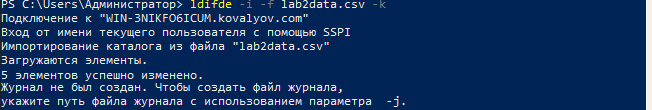 PS C:\Users\Администратор> ldifde -i -f lab2data.csv -k
Подключение к "WIN-3NIKFO6ICUM.kovalyov.com"
Вход от имени текущего пользователя с помощью SSPI
Импортирование каталога из файла "lab2data.csv"
Загружаются элементы.
5 элементов успешно изменено.
Журнал не был создан. Чтобы создать файл журнала,
укажите путь файла журнала с использованием параметра  -j.